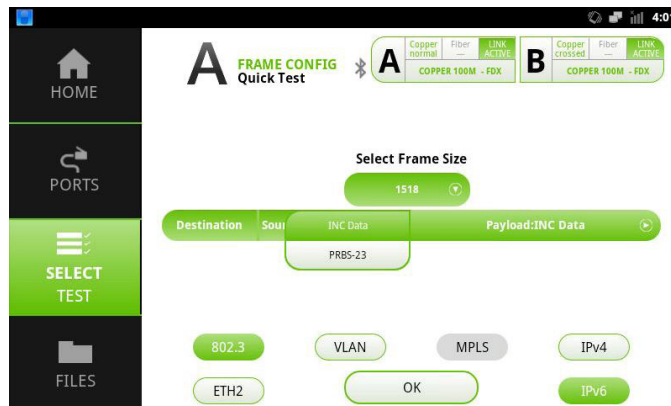 4:01
HOME
PORTS
SELECT
TEST
FILES
A
FRAME CONFIG
Quick Test
A
Copper
normal
Fiber
—
LINK
ACTIVE
COPPER 100M - FDX
B
Copper
crossed
Fiber
—
LINK
ACTIVE
COPPER 100M - FDX
Select Frame Size
1518
Destination
Sour
INC Data
Payload:INC Data
PRBS-23
802.3
VLAN
MPLS
IPv4
ETH2
OK
IPv6